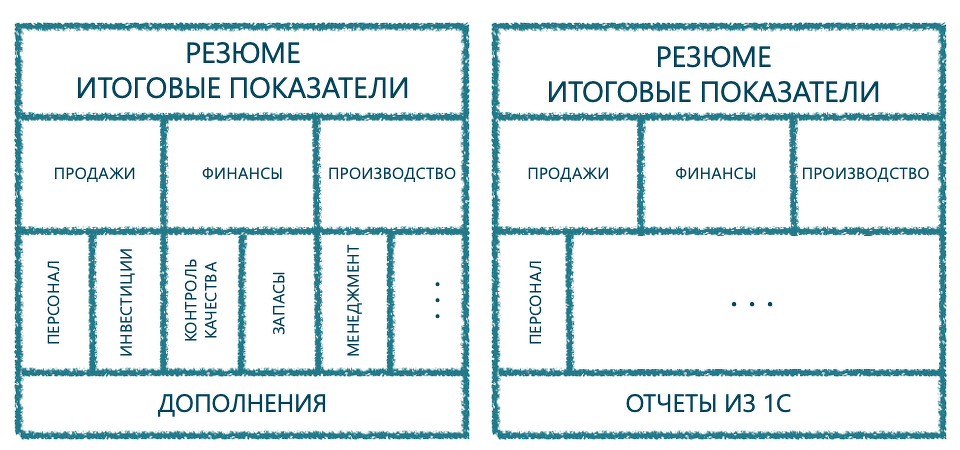 РЕЗЮМЕ
ИТОГОВЫЕ ПОКАЗАТЕЛИ
ПРОДАЖИ
ФИНАНСЫ
ПРОИЗВОДСТВО
ПЕРСОНАЛ
ИНВЕСТИЦИИ
КОНТРОЛЬ
КАЧЕСТВА
ЗАПАСЫ
МЕНЕДЖМЕНТ
...
ДОПОЛНЕНИЯ
РЕЗЮМЕ
ИТОГОВЫЕ ПОКАЗАТЕЛИ
ПРОДАЖИ
ФИНАНСЫ
ПРОИЗВОДСТВО
ПЕРСОНАЛ
...
ОТЧЕТЫ ИЗ 1С